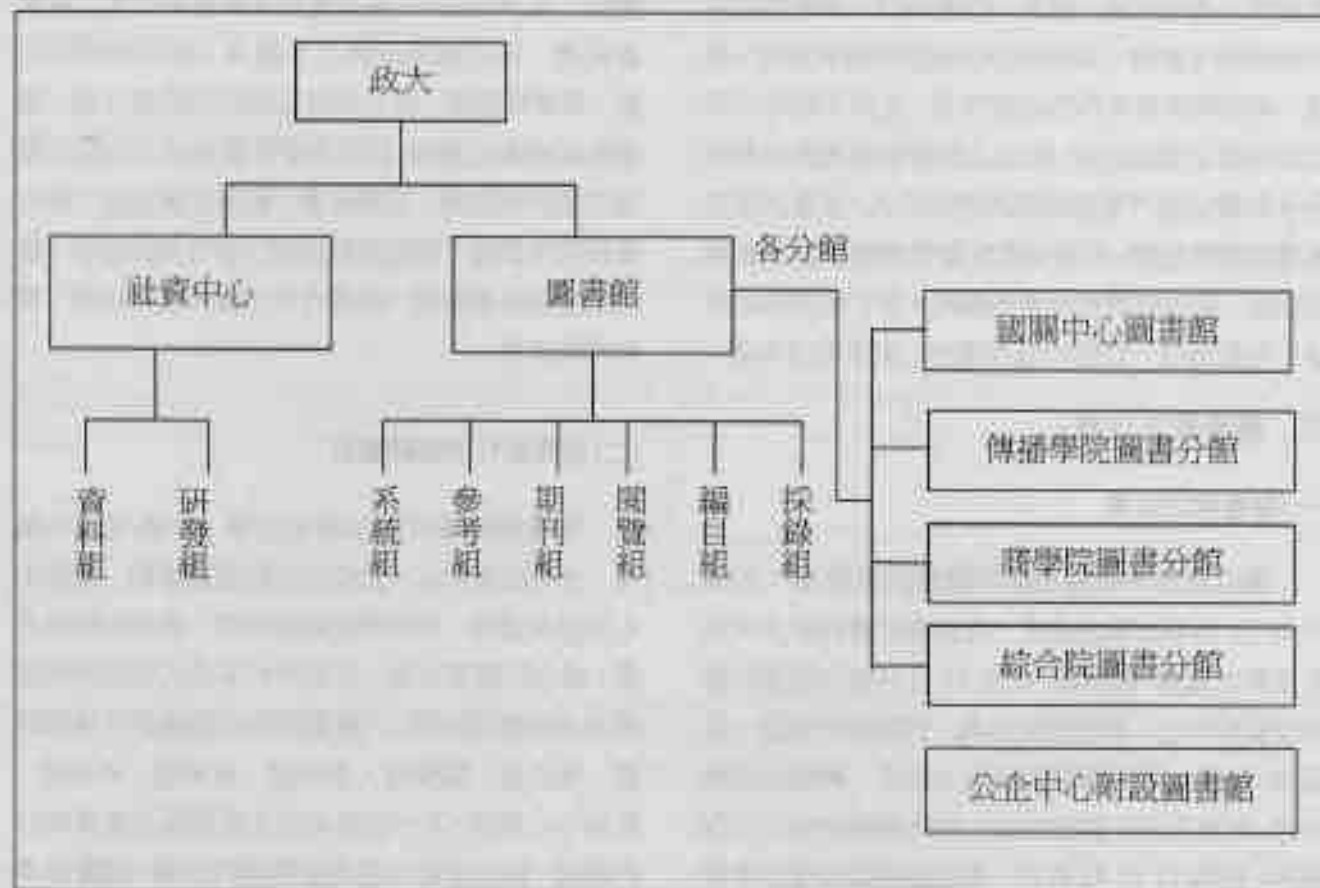 政大
社資中心
圖書館
各分館
國關中心圖書館
傳播學院圖書分館
商學院圖書分館
綜合院圖書分館
公企中心附設圖書館
資料組
研發組
系統組
參考組
期刊組
閱覽組
編目組
採錄組